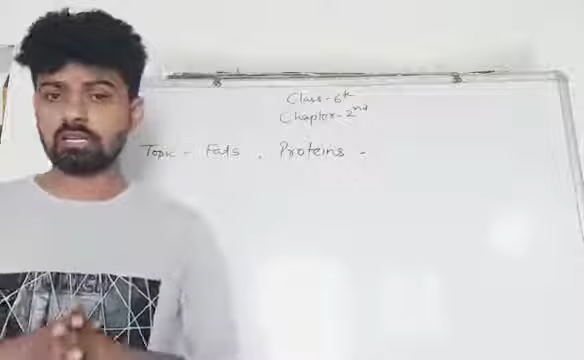 Class - 6th
Chapter - 2nd
Topic - Fats , Proteins -